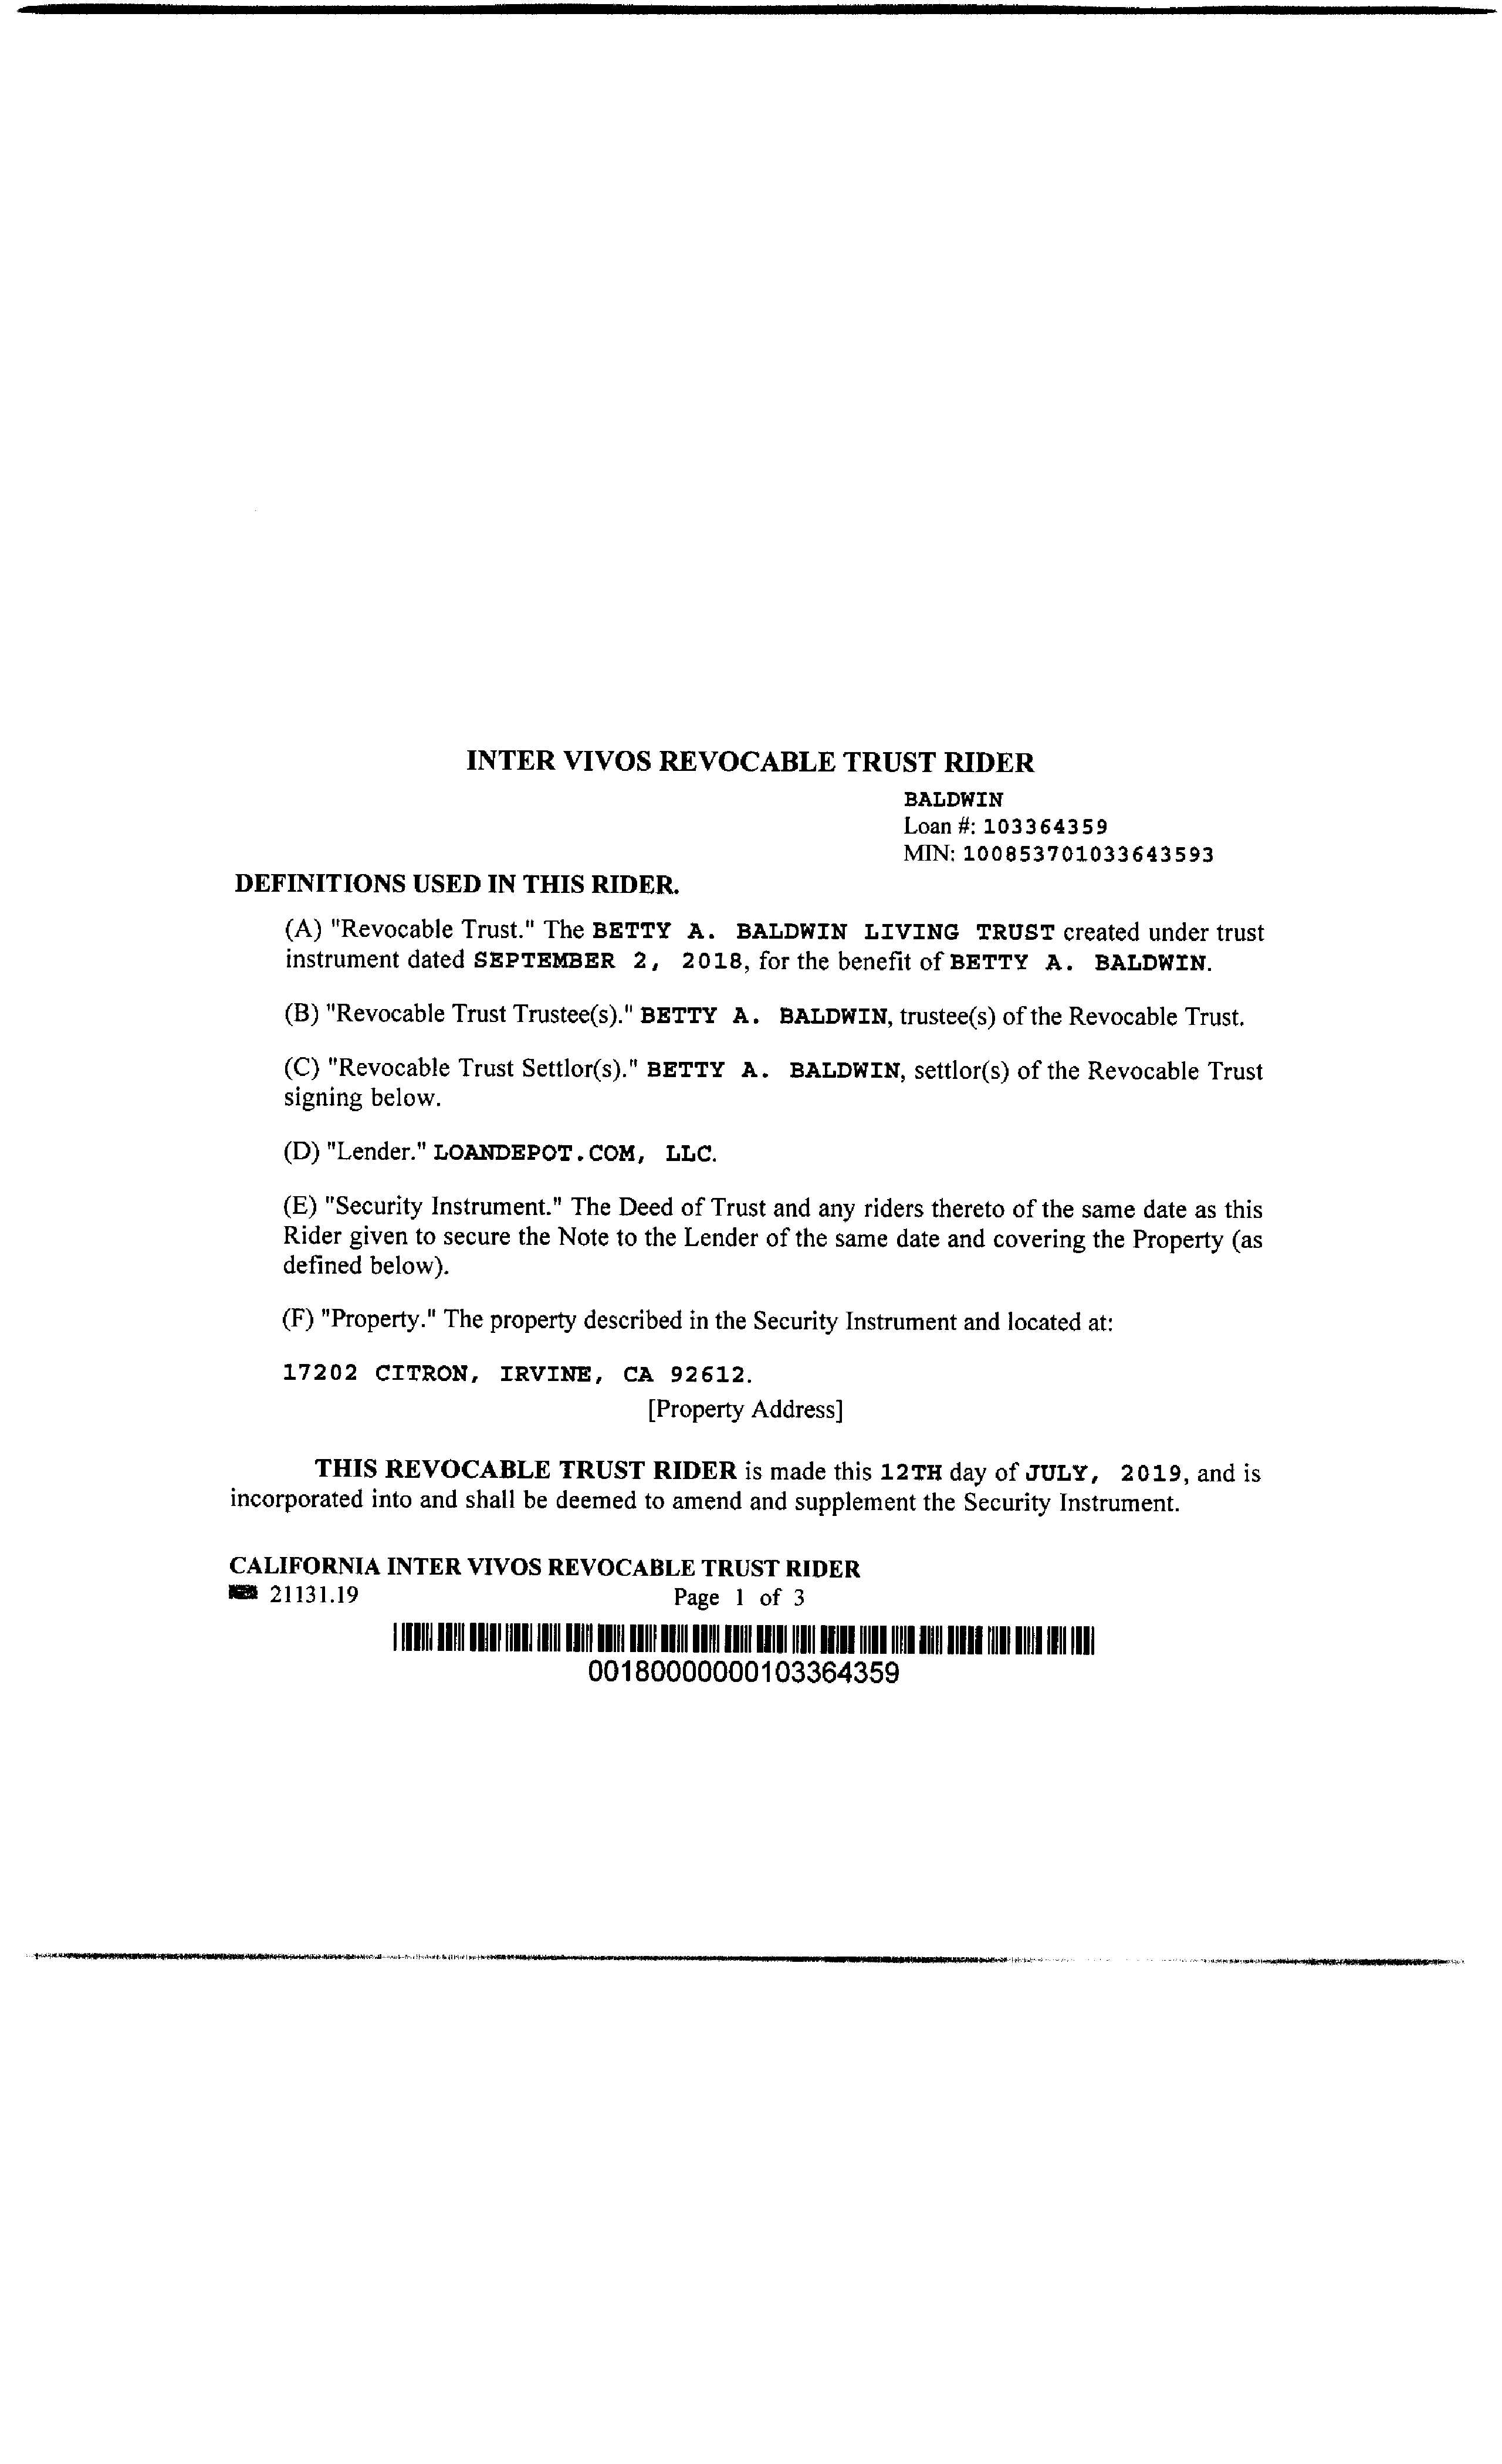 INTER VIVOS REVOCABLE TRUST RIDER
BALDWIN
Loan #: 103364359
MIN: 100853701033643593
DEFINITIONS USED IN THIS RIDER.
(A) "Revocable Trust." The BETTY A. BALDWIN LIVING TRUST created under trust
instrument dated SEPTEMBER 2, 2018, for the benefit of BETTY A. BALDWIN.
(B) "Revocable Trust Trustee(s)." BETTY A. BALDWIN, trustee(s) of the Revocable Trust.
(C) "Revocable Trust Settlor(s)." BETTY A. BALDWIN, settlor(s) of the Revocable Trust
signing below.
(D) "Lender." LOANDEPOT.COM, LLC.
(E) "Security Instrument." The Deed of Trust and any riders thereto of the same date as this
Rider given to secure the Note to the Lender of the same date and covering the Property (as
defined below).
(F) "Property." The property described in the Security Instrument and located at:
17202 CITRON, IRVINE, CA 92612.
[Property Address]
THIS REVOCABLE TRUST RIDER is made this 12TH day of JULY, 2019, and is
incorporated into and shall be deemed to amend and supplement the Security Instrument.
CALIFORNIA INTER VIVOS REVOCABLE TRUST RIDER
21131.19 Page 1 of 3
00180000000103364359